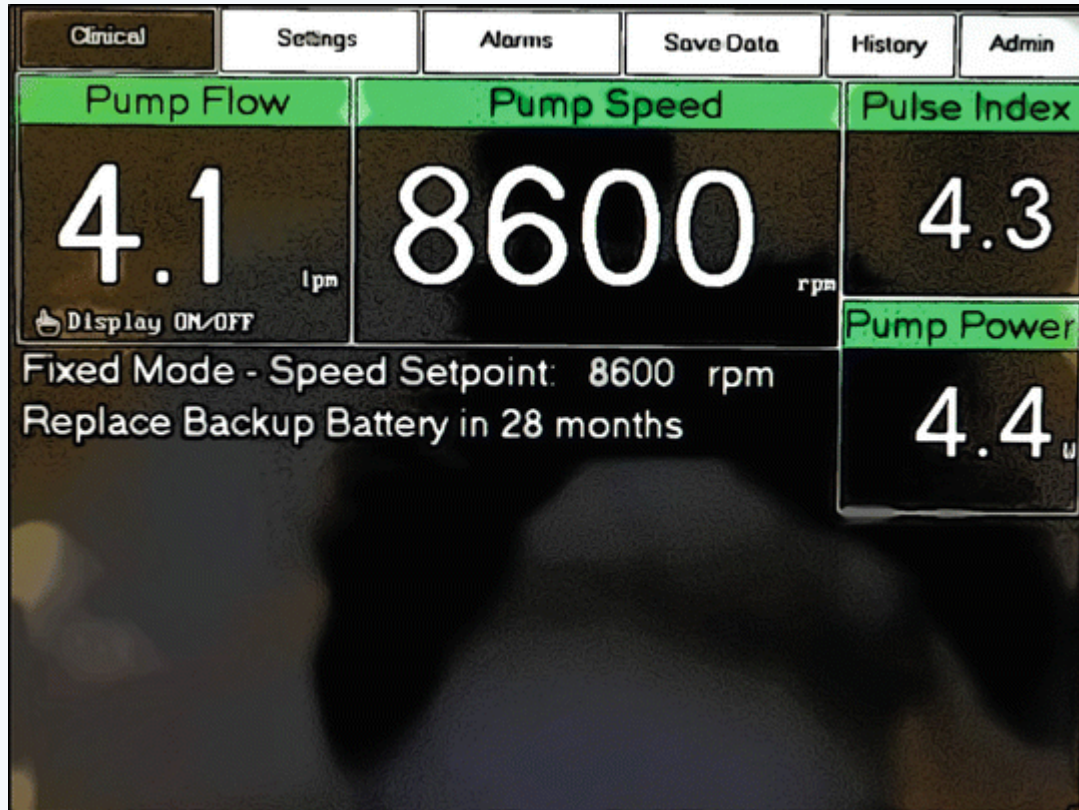 Clinical Settings Alarms Save Data History Admin
Pump Flow Pump Speed Pulse Index
4.1 lpm 8600 rpm 4.3
Display ON/OFF
Pump Power
Fixed Mode - Speed Setpoint: 8600 rpm
Replace Backup Battery in 28 months
4.4 W